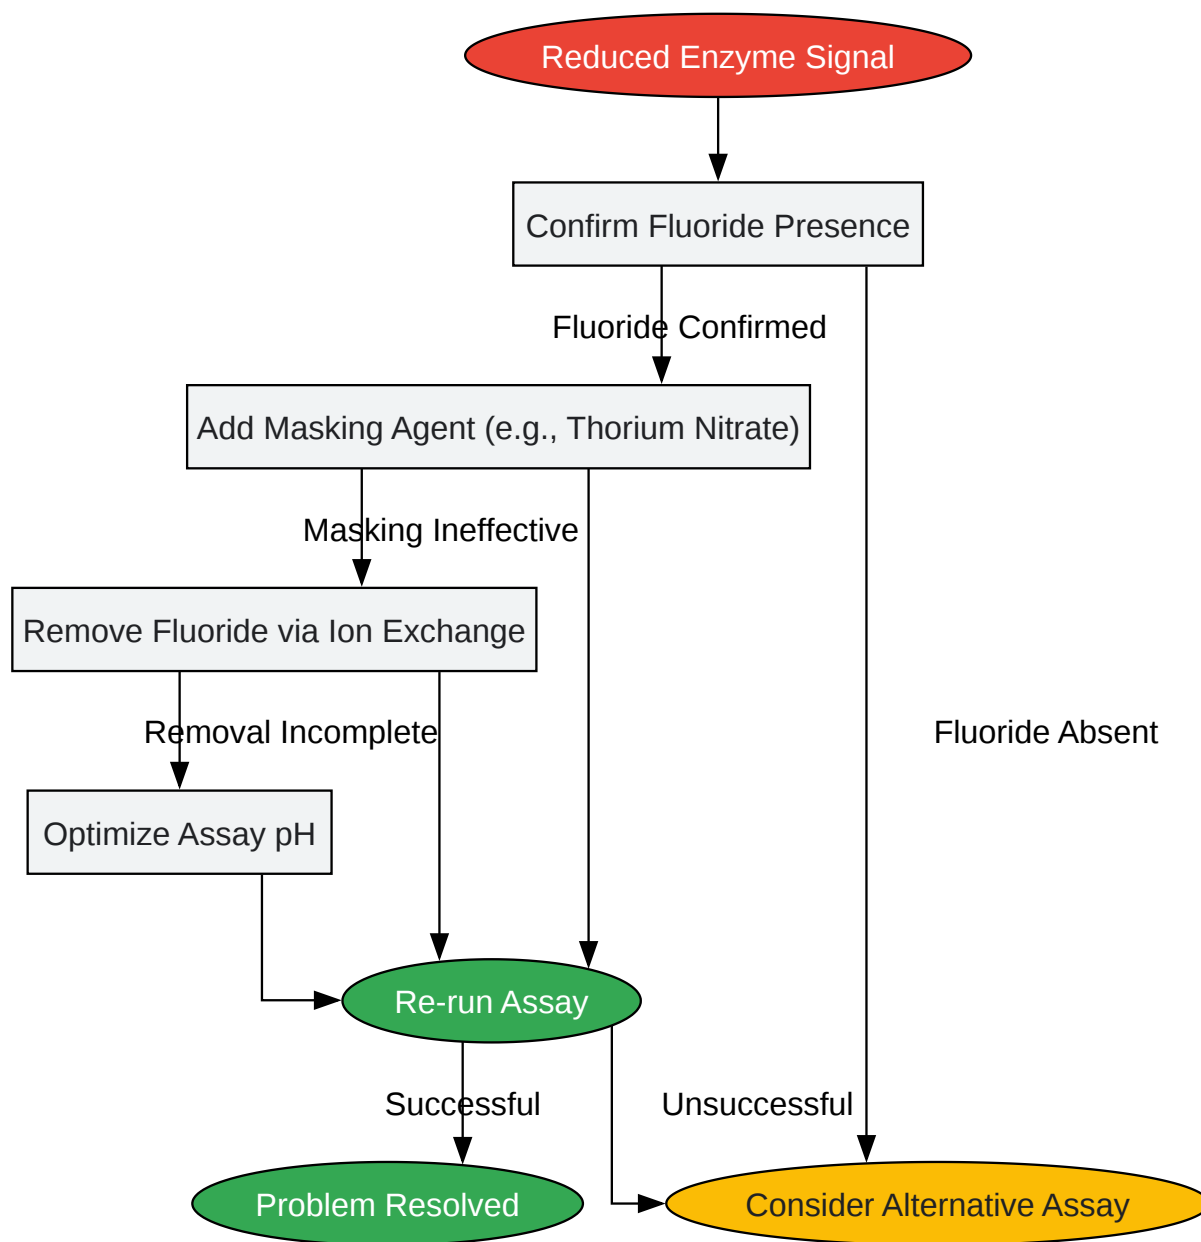 Reduced Enzyme Signal
Confirm Fluoride Presence
Fluoride Confirmed
Add Masking Agent (e.g., Thorium Nitrate)
Masking Ineffective
Remove Fluoride via Ion Exchange
Removal Incomplete
Fluoride Absent
Optimize Assay pH
Re-run Assay
Successful
Unsuccessful
Problem Resolved
Consider Alternative Assay